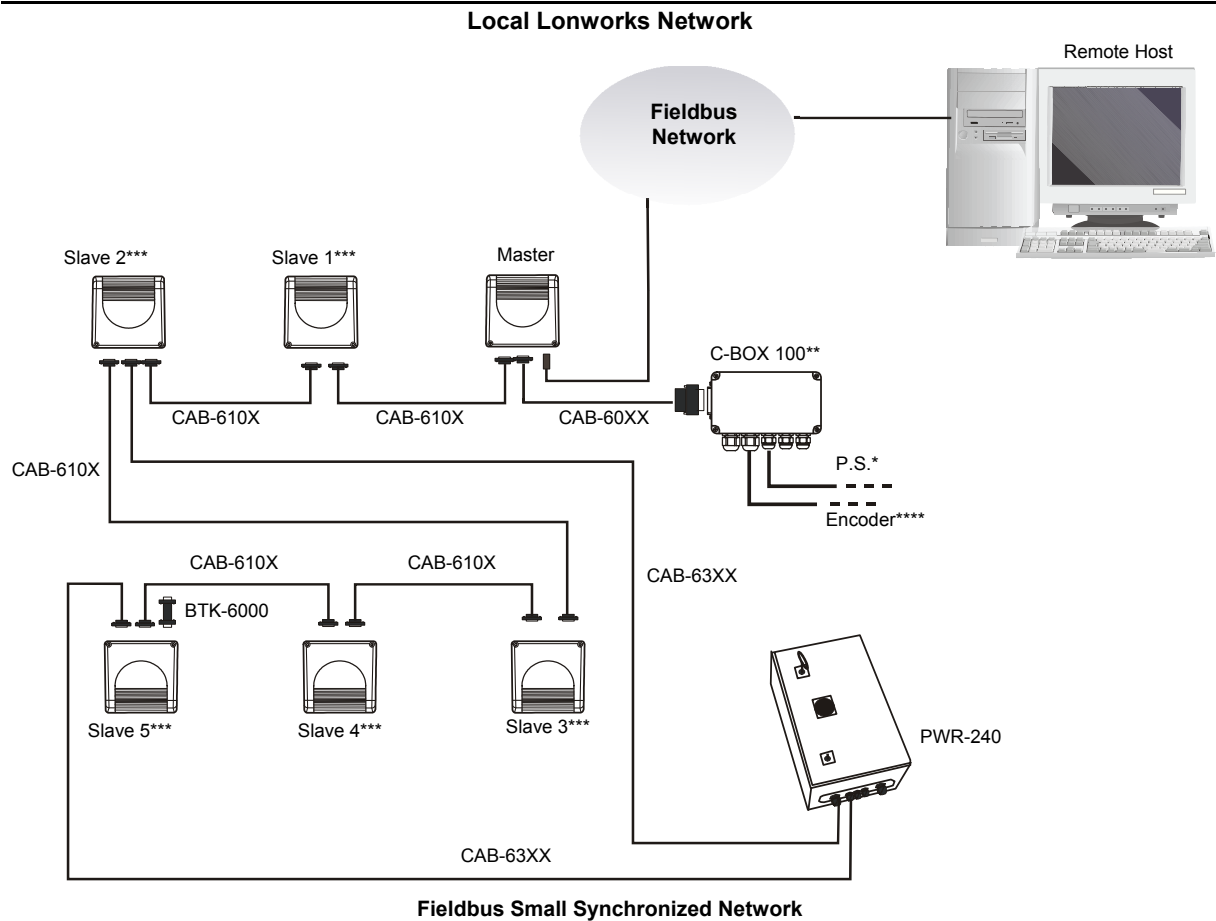 Local Lonworks Network
Remote Host
Fieldbus
Network
Slave 2***
Slave 1***
Master
C-BOX 100**
CAB-610X
CAB-610X
CAB-60XX
P.S.*
CAB-610X
Encoder****
CAB-610X
CAB-610X
CAB-63XX
BTK-6000
Slave 5***
Slave 4***
Slave 3***
PWR-240
CAB-63XX
Fieldbus Small Synchronized Network